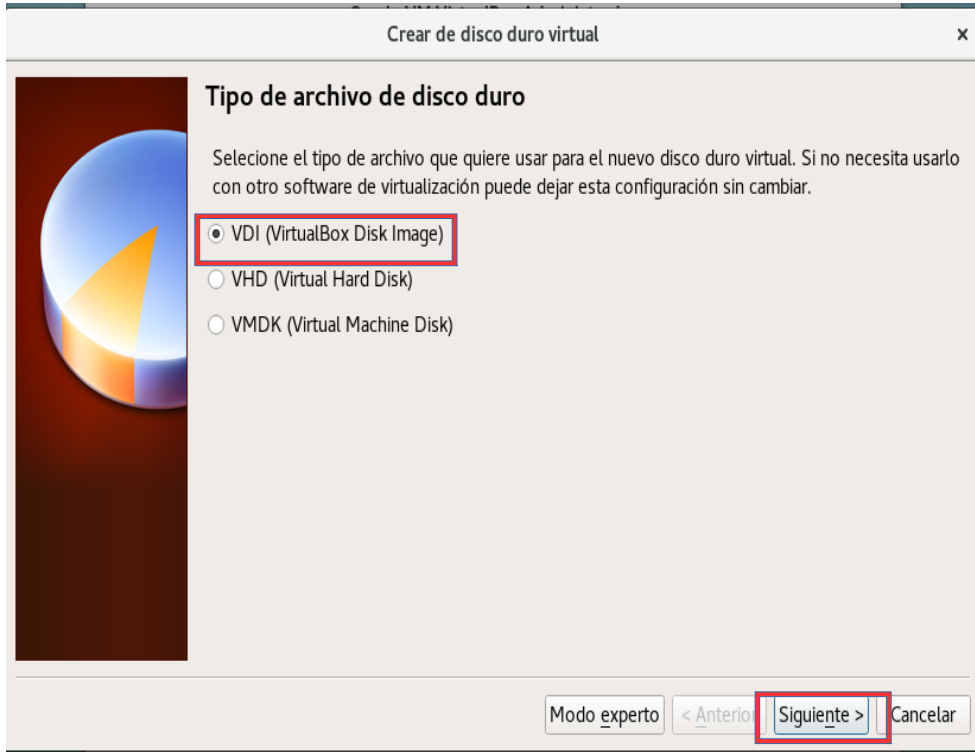 Crear de disco duro virtual
Tipo de archivo de disco duro
Selecione el tipo de archivo que quiere usar para el nuevo disco duro virtual. Si no necesita usarlo
con otro software de virtualización puede dejar esta configuración sin cambiar.
VDI (VirtualBox Disk Image)
VHD (Virtual Hard Disk)
VMDK (Virtual Machine Disk)
Modo experto < Anterior Siguiente > Cancelar